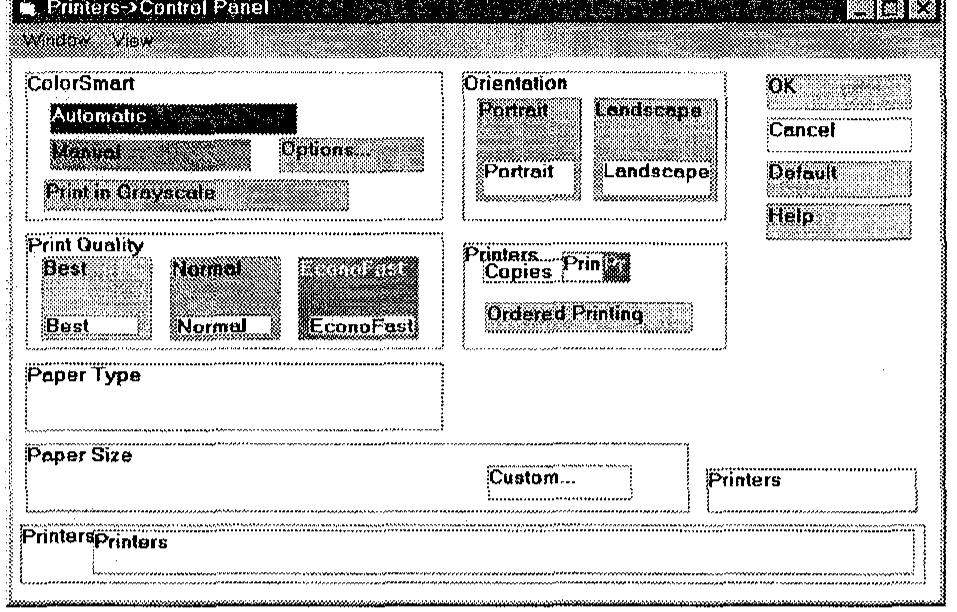 Printers->Control Panel
Window View
ColorSmart
Automatic
Manual Options...
Print in Grayscale
Orientation
Portrait Landscape
Portrait Landscape
OK
Cancel
Default
Help
Print Quality
Best Normal EconoFast
Best Normal EconoFast
Printers...
Copies Prin Pr
Ordered Printing
Paper Type
Paper Size
Custom...
Printers
Printers Printers